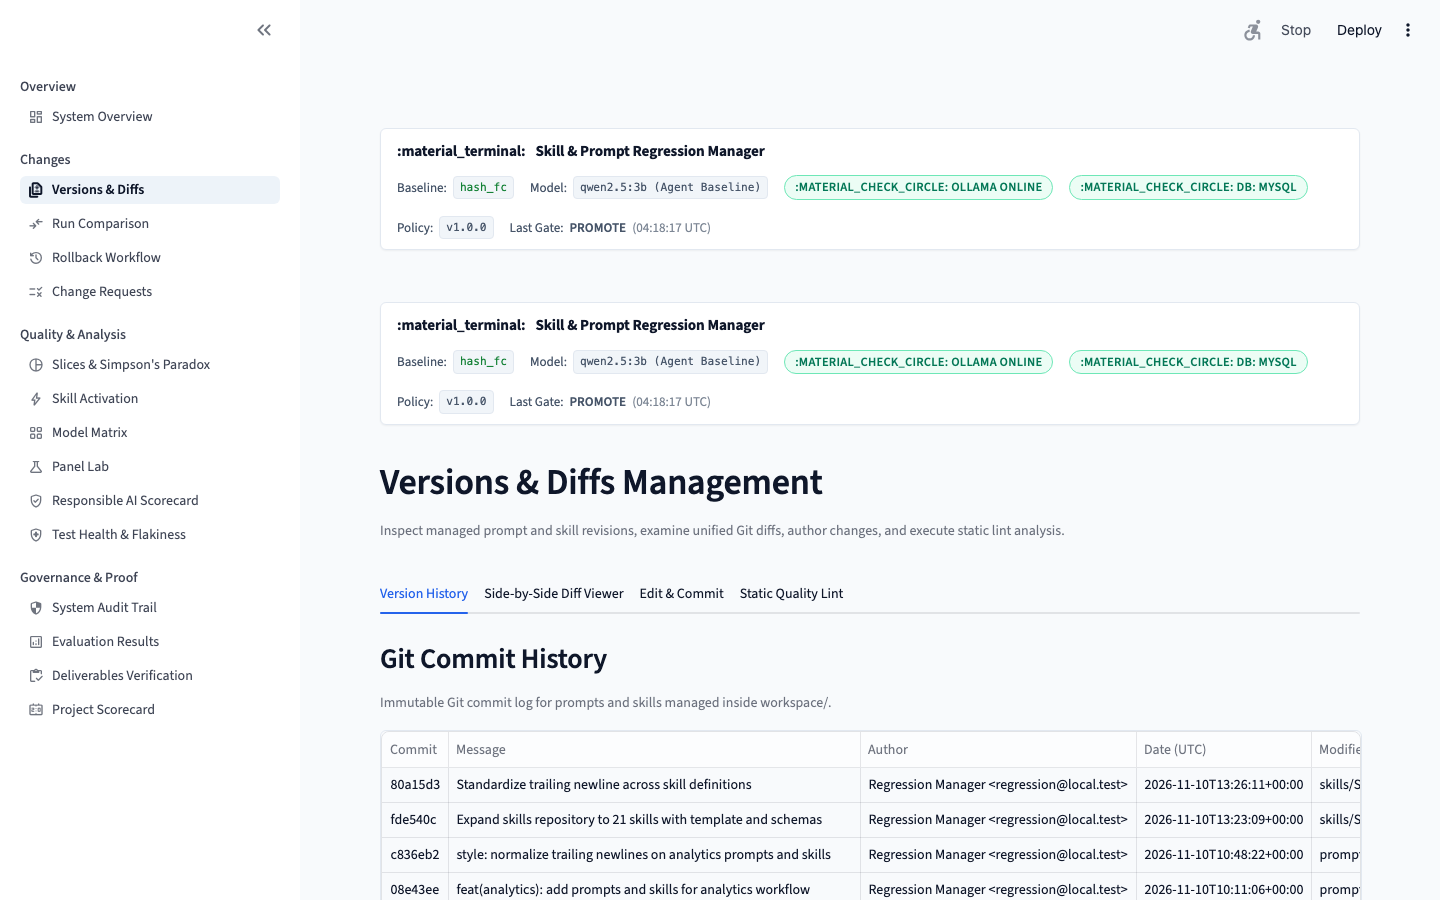 Stop
Deploy
Overview
System Overview
Changes
Versions & Diffs
Run Comparison
Rollback Workflow
Change Requests
Quality & Analysis
Slices & Simpson's Paradox
Skill Activation
Model Matrix
Panel Lab
Responsible AI Scorecard
Test Health & Flakiness
Governance & Proof
System Audit Trail
Evaluation Results
Deliverables Verification
Project Scorecard
:material_terminal: Skill & Prompt Regression Manager
Baseline: hash_fc Model: qwen2.5:3b (Agent Baseline) :MATERIAL_CHECK_CIRCLE: OLLAMA ONLINE :MATERIAL_CHECK_CIRCLE: DB: MYSQL
Policy: v1.0.0 Last Gate: PROMOTE (04:18:17 UTC)
:material_terminal: Skill & Prompt Regression Manager
Baseline: hash_fc Model: qwen2.5:3b (Agent Baseline) :MATERIAL_CHECK_CIRCLE: OLLAMA ONLINE :MATERIAL_CHECK_CIRCLE: DB: MYSQL
Policy: v1.0.0 Last Gate: PROMOTE (04:18:17 UTC)
Versions & Diffs Management
Inspect managed prompt and skill revisions, examine unified Git diffs, author changes, and execute static lint analysis.
Version History Side-by-Side Diff Viewer Edit & Commit Static Quality Lint
Git Commit History
Immutable Git commit log for prompts and skills managed inside workspace/.
Commit Message Author Date (UTC) Modifie
80a15d3 Standardize trailing newline across skill definitions Regression Manager <regression@local.test> 2026-11-10T13:26:11+00:00 skills/S
fde540c Expand skills repository to 21 skills with template and schemas Regression Manager <regression@local.test> 2026-11-10T13:23:09+00:00 skills/S
c836eb2 style: normalize trailing newlines on analytics prompts and skills Regression Manager <regression@local.test> 2026-11-10T10:48:22+00:00 promp
08e43ee feat(analytics): add prompts and skills for analytics workflow Regression Manager <regression@local.test> 2026-11-10T10:11:06+00:00 promp